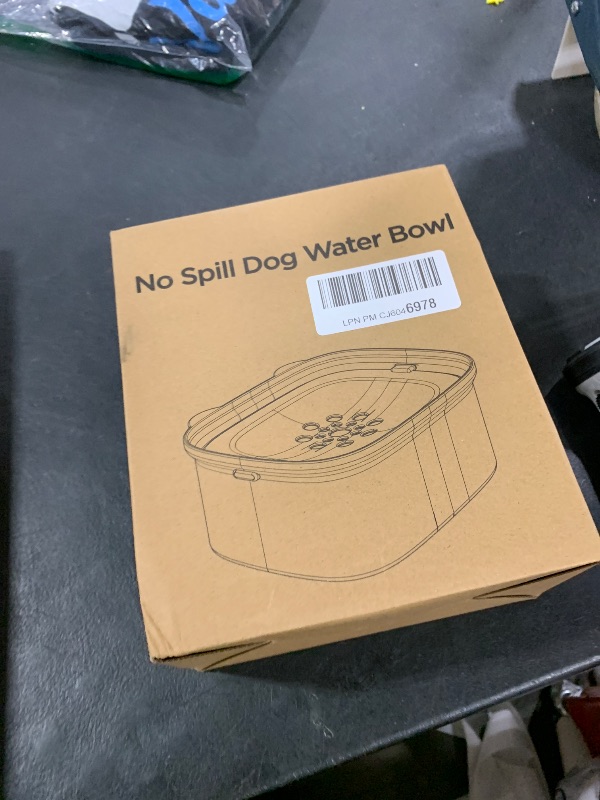 No Spill Dog Water Bowl
LPN PM CJ6046978